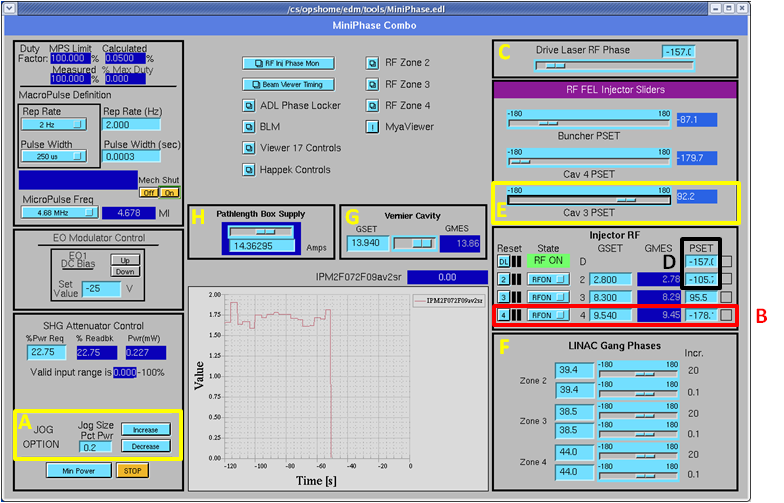 /cs/opshome/edm/tools/MiniPhase.edl
MiniPhase Combo
Duty Factor:
MPS Limit
Calculated
100.000 % 0.0500 %
Measured
% Max Duty
100.000 % 0.000
MacroPulse Definition
Rep Rate
Rep Rate (Hz)
2 Hz
2.000
Pulse Width
Pulse Width (sec)
250 us
0.0003
Mech Shut
Off
On
MicroPulse Freq
4.68 MHz
4.678
MI
EO Modulator Control
EO1
DC Bias
Up
Down
Set
Value
-25
V
SHG Attenuator Control
%Pwr Req
% Readbk
Pwr(mW)
22.75
22.75
0.227
Valid input range is 0.000-100%
A
JOG
OPTION
Jog Size
Pct Pwr
0.2
Increase
Decrease
Min Power
STOP
RF Inj Phase Mon
Beam Viewer Timing
ADL Phase Locker
BLM
Viewer 17 Controls
Happek Controls
RF Zone 2
RF Zone 3
RF Zone 4
MyaViewer
H
Pathlength Box Supply
14.36295
Amps
G
Vernier Cavity
GSET
GMES
13.940
13.86
IPM2F072F09av2sr
0.00
IPM2F072F09av2sr
Value
2.00
1.75
1.50
1.25
1.00
0.75
0.50
0.25
0.00
-120
-100
-80
-60
-40
-20
0
Time [s]
C
Drive Laser RF Phase
-157.0
RF FEL Injector Sliders
-180
180
-87.1
Buncher PSET
-180
180
-179.7
Cav 4 PSET
E
-180
180
92.2
Cav 3 PSET
Injector RF
Reset
State
GSET
GMES
PSET
DL
RF ON
D
D
-157.0
2
RFON
2
2.800
2.78
-105.
3
RFON
3
8.300
8.29
95.5
4
RFON
4
9.540
9.45
-178.
B
F
LINAC Gang Phases
Incr.
Zone 2
39.4
-180
180
20
39.4
0.1
Zone 3
38.5
-180
180
20
38.5
0.1
Zone 4
44.0
-180
180
20
44.0
0.1